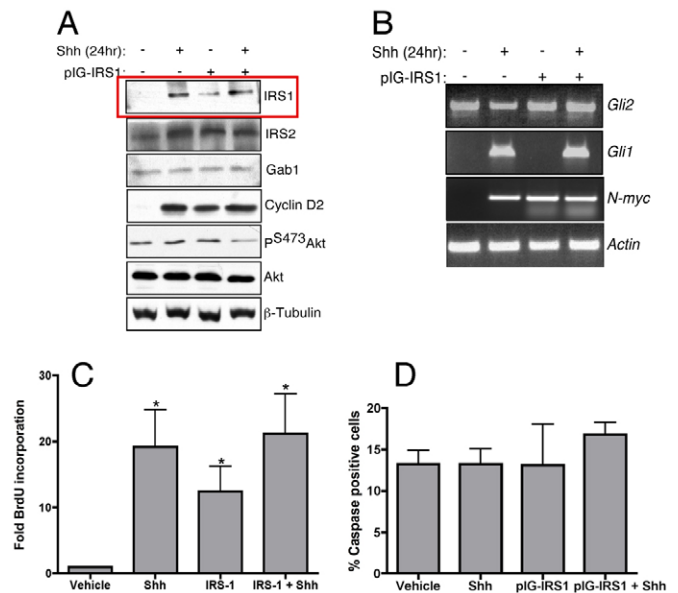 A
Shh (24hr): - + - +
pIG-IRS1: - - + +
IRS1
IRS2
Gab1
Cyclin D2
PS473Akt
Akt
β-Tubulin
B
Shh (24hr): - + - +
pIG-IRS1: - - + +
Gli2
Gli1
N-myc
Actin
C
Fold BrdU incorporation
30
20
10
0
* * *
Vehicle Shh IRS-1 IRS-1 + Shh
D
% Caspase positive cells
20
15
10
5
0
Vehicle Shh pIG-IRS1 pIG-IRS1 + Shh